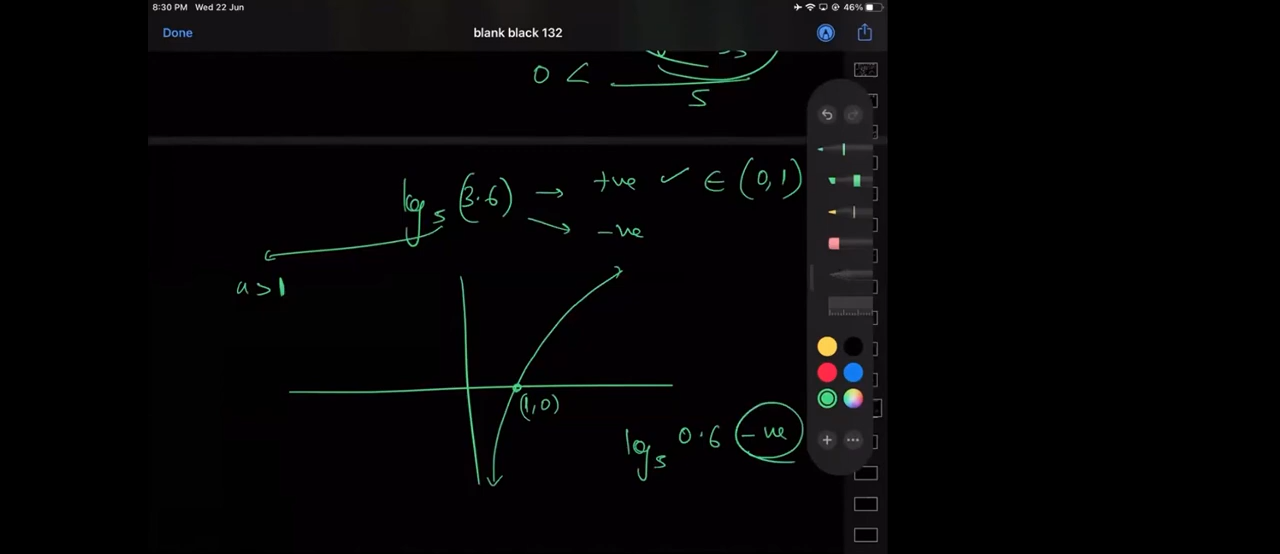 8:30 PM Wed 22 Jun
46%
Done
blank black 132
0 <
5
log₅ (3.6) → +ve ✓ ∈ (0,1)
→ -ve
a > 1
(1,0)
log₅ 0.6 -ve